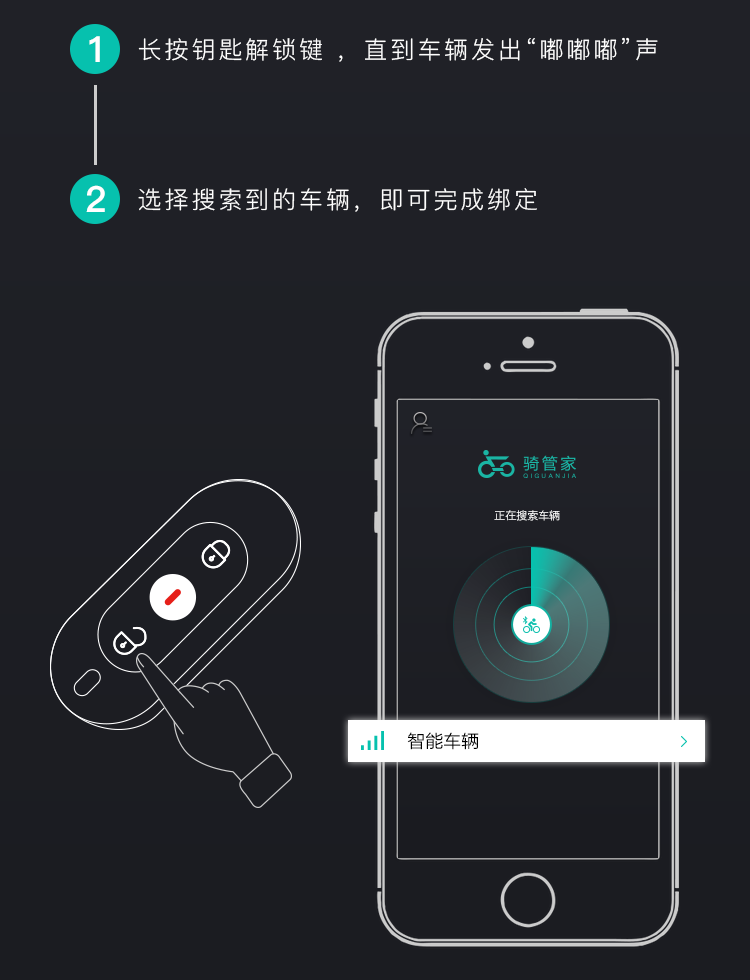 1 长按钥匙解锁键 ，直到车辆发出“嘟嘟嘟”声
2 选择搜索到的车辆，即可完成绑定
骑管家
QIGUANJIA
正在搜索车辆
智能车辆